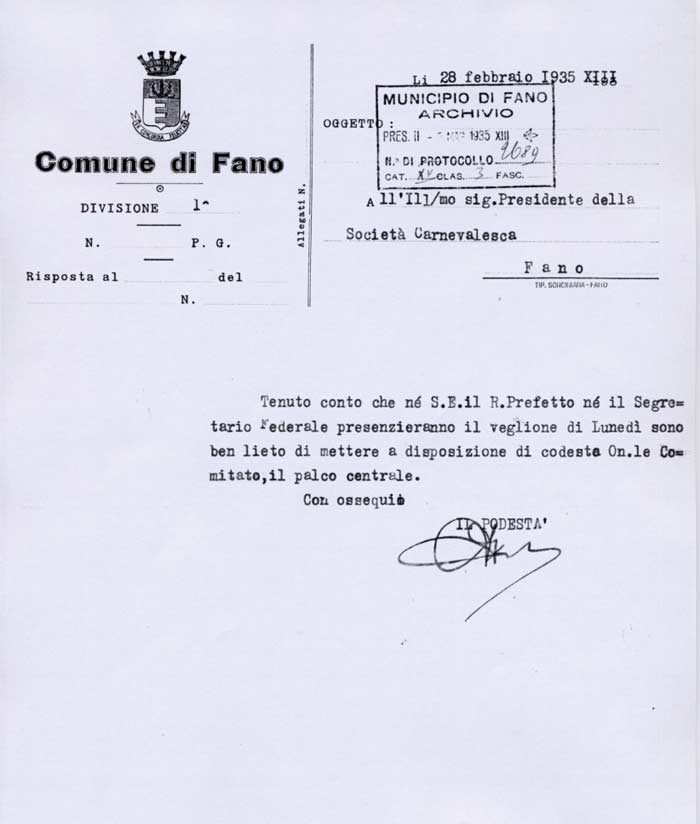 Comune di Fano
DIVISIONE 1^
N. P. G.
Risposta al del
N.
Allegati N.
Li 28 febbraio 1935 XIII
OGGETTO :
MUNICIPIO DI FANO
ARCHIVIO
PRES. il - 1935 XIII
N.° DI PROTOCOLLO 2689
CAT. XV CLAS. 3 FASC.
All'Ill/mo sig.Presidente della
Società Carnevalesca
Fano
TIP. SONCINIANA-FANO
Tenuto conto che né S.E.il R.Prefetto né il Segre=
tario Federale presenzieranno il veglione di Lunedì sono
ben lieto di mettere a disposizione di codesta On.le Co=
mitato,il palco centrale.
Con ossequio
IL PODESTA'